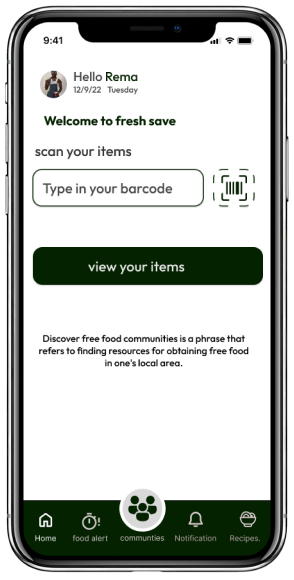 9:41
Hello Rema
12/9/22 Tuesday
Welcome to fresh save
scan your items
Type in your barcode
view your items
Discover free food communities is a phrase that
refers to finding resources for obtaining free food
in one's local area.
Home food alert communties Notification Recipes.